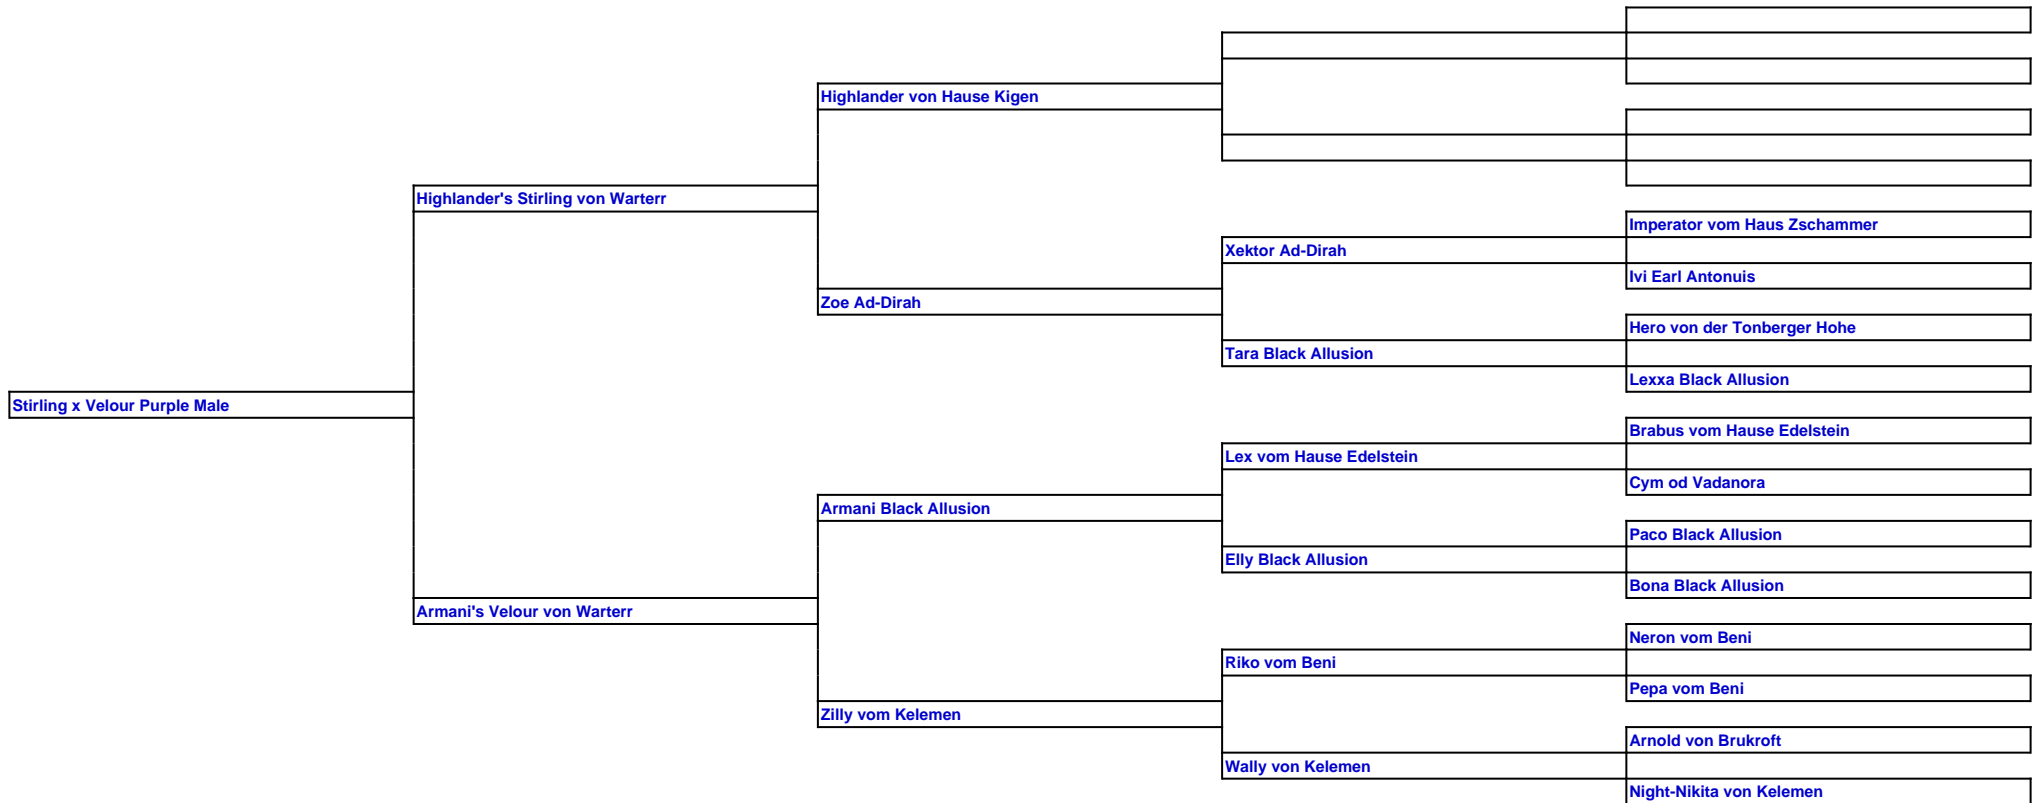 Highlander von Hause Kigen
Highlander's Stirling von Warterr
Imperator vom Haus Zschammer
Xektor Ad-Dirah
Ivi Earl Antonuis
Zoe Ad-Dirah
Hero von der Tonberger Hohe
Tara Black Allusion
Lexxa Black Allusion
Stirling x Velour Purple Male
Brabus vom Hause Edelstein
Lex vom Hause Edelstein
Cym od Vadanora
Armani Black Allusion
Paco Black Allusion
Elly Black Allusion
Bona Black Allusion
Armani's Velour von Warterr
Neron vom Beni
Riko vom Beni
Pepa vom Beni
Zilly vom Kelemen
Arnold von Brukroft
Wally von Kelemen
Night-Nikita von Kelemen